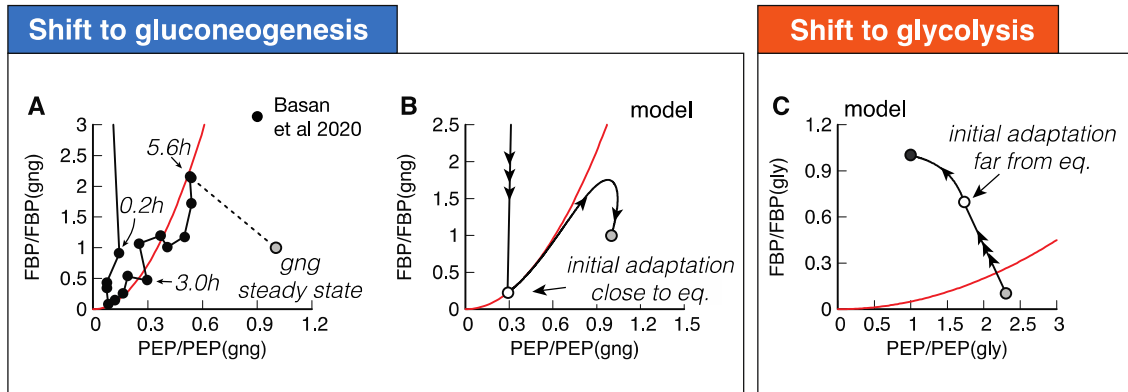 Shift to gluconeogenesis
Shift to glycolysis
A
Basan
et al 2020
3
2.5
2
1.5
1
0.5
0
FBP/FBP(gng)
5.6h
0.2h
3.0h
gng
steady state
0 0.3 0.6 0.9 1.2
PEP/PEP(gng)
B
model
2.5
2
1.5
1
0.5
0
FBP/FBP(gng)
initial adaptation
close to eq.
0 0.3 0.6 0.9 1.2 1.5
PEP/PEP(gng)
C model
1.2
0.9
0.6
0.3
0
FBP/FBP(gly)
initial adaptation
far from eq.
0 0.5 1 1.5 2 2.5 3
PEP/PEP(gly)